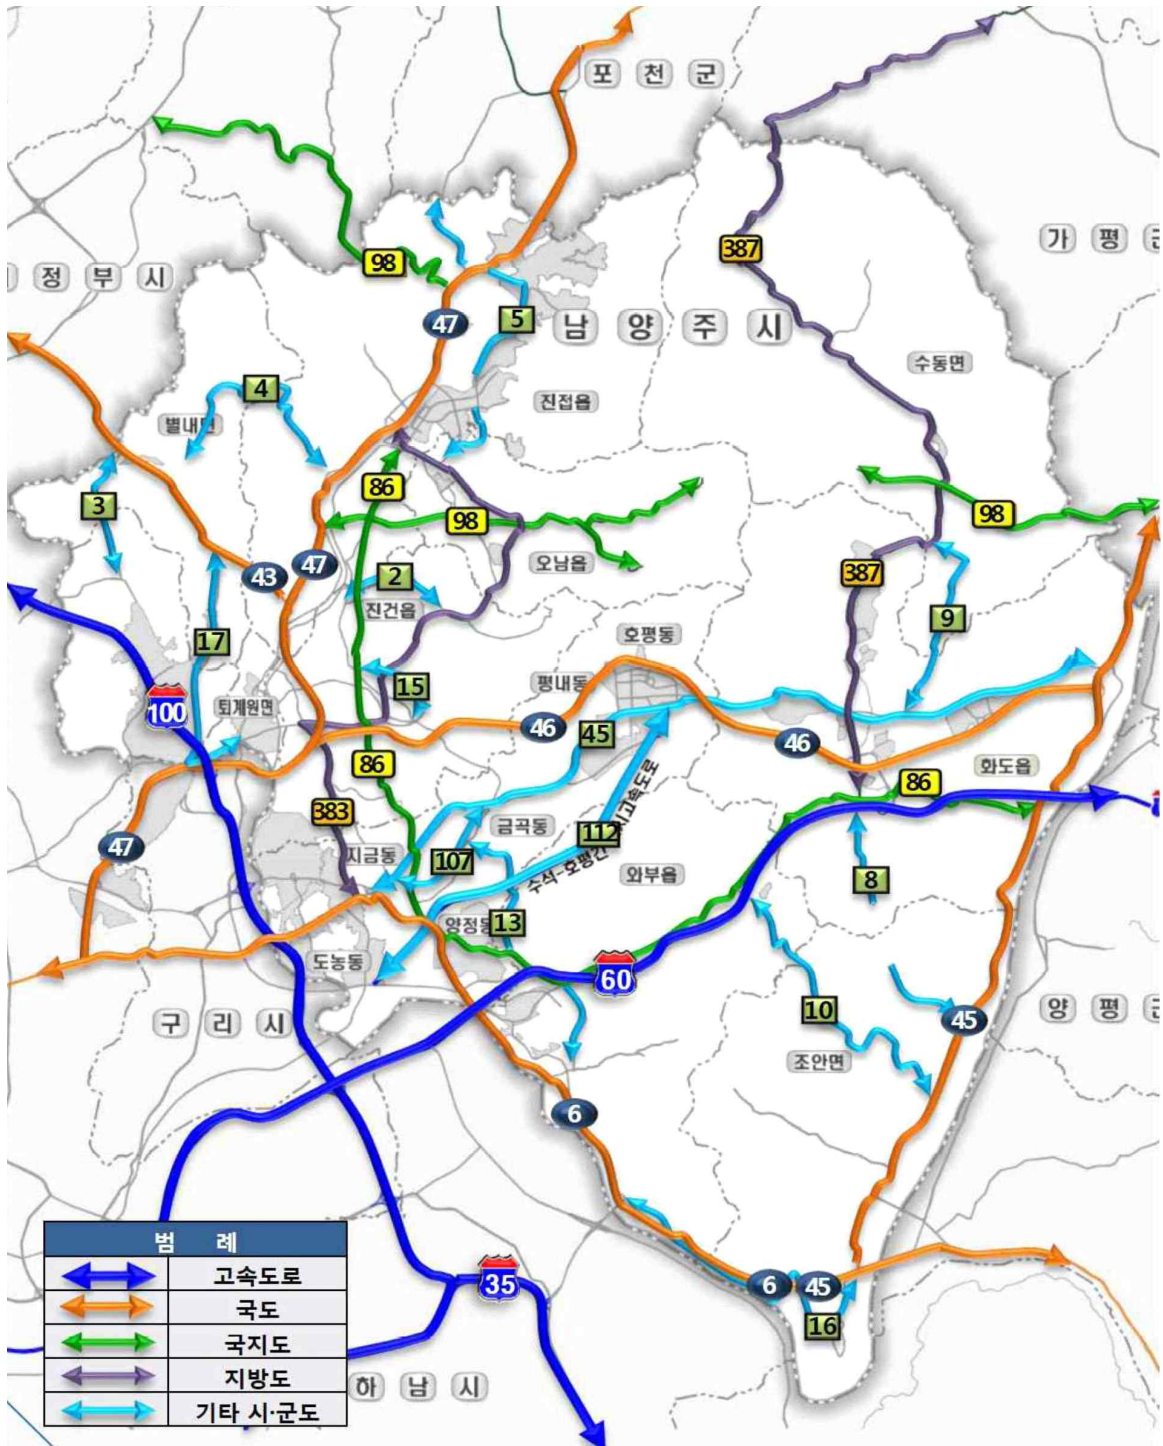 포천군
387
가평군
98
정부시
5
47
남양주시
수동면
4
진접읍
별내면
86
3
98
98
47
43
오남읍
387
2
진건읍
9
17
호평동
15
평내동
100
퇴계원면
46
45
46
86
화도읍
86
383
수석-호평간 시고속도로
금곡동
112
47
지금동
107
와부읍
8
양정동
13
도농동
60
10
45
구리시
양평군
조안면
6
범 례
고속도로
국도
국지도
지방도
기타 시·군도
35
6
45
16
하남시